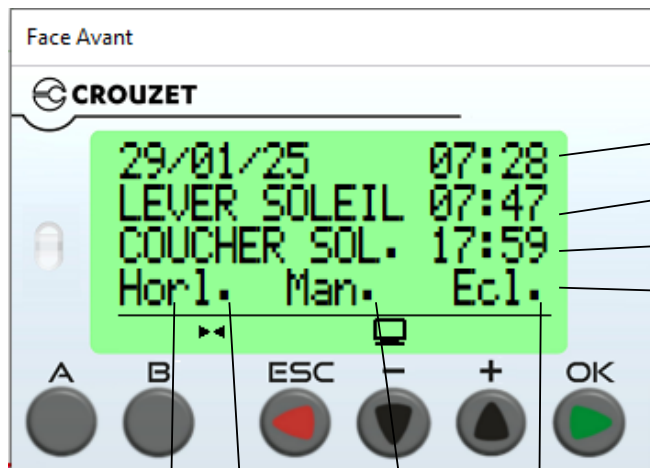 Face Avant
CROUZET
29/01/25 07:28
LEVER SOLEIL 07:47
COUCHER SOL. 17:59
Horl. Man. Ecl.
A B ESC - + OK